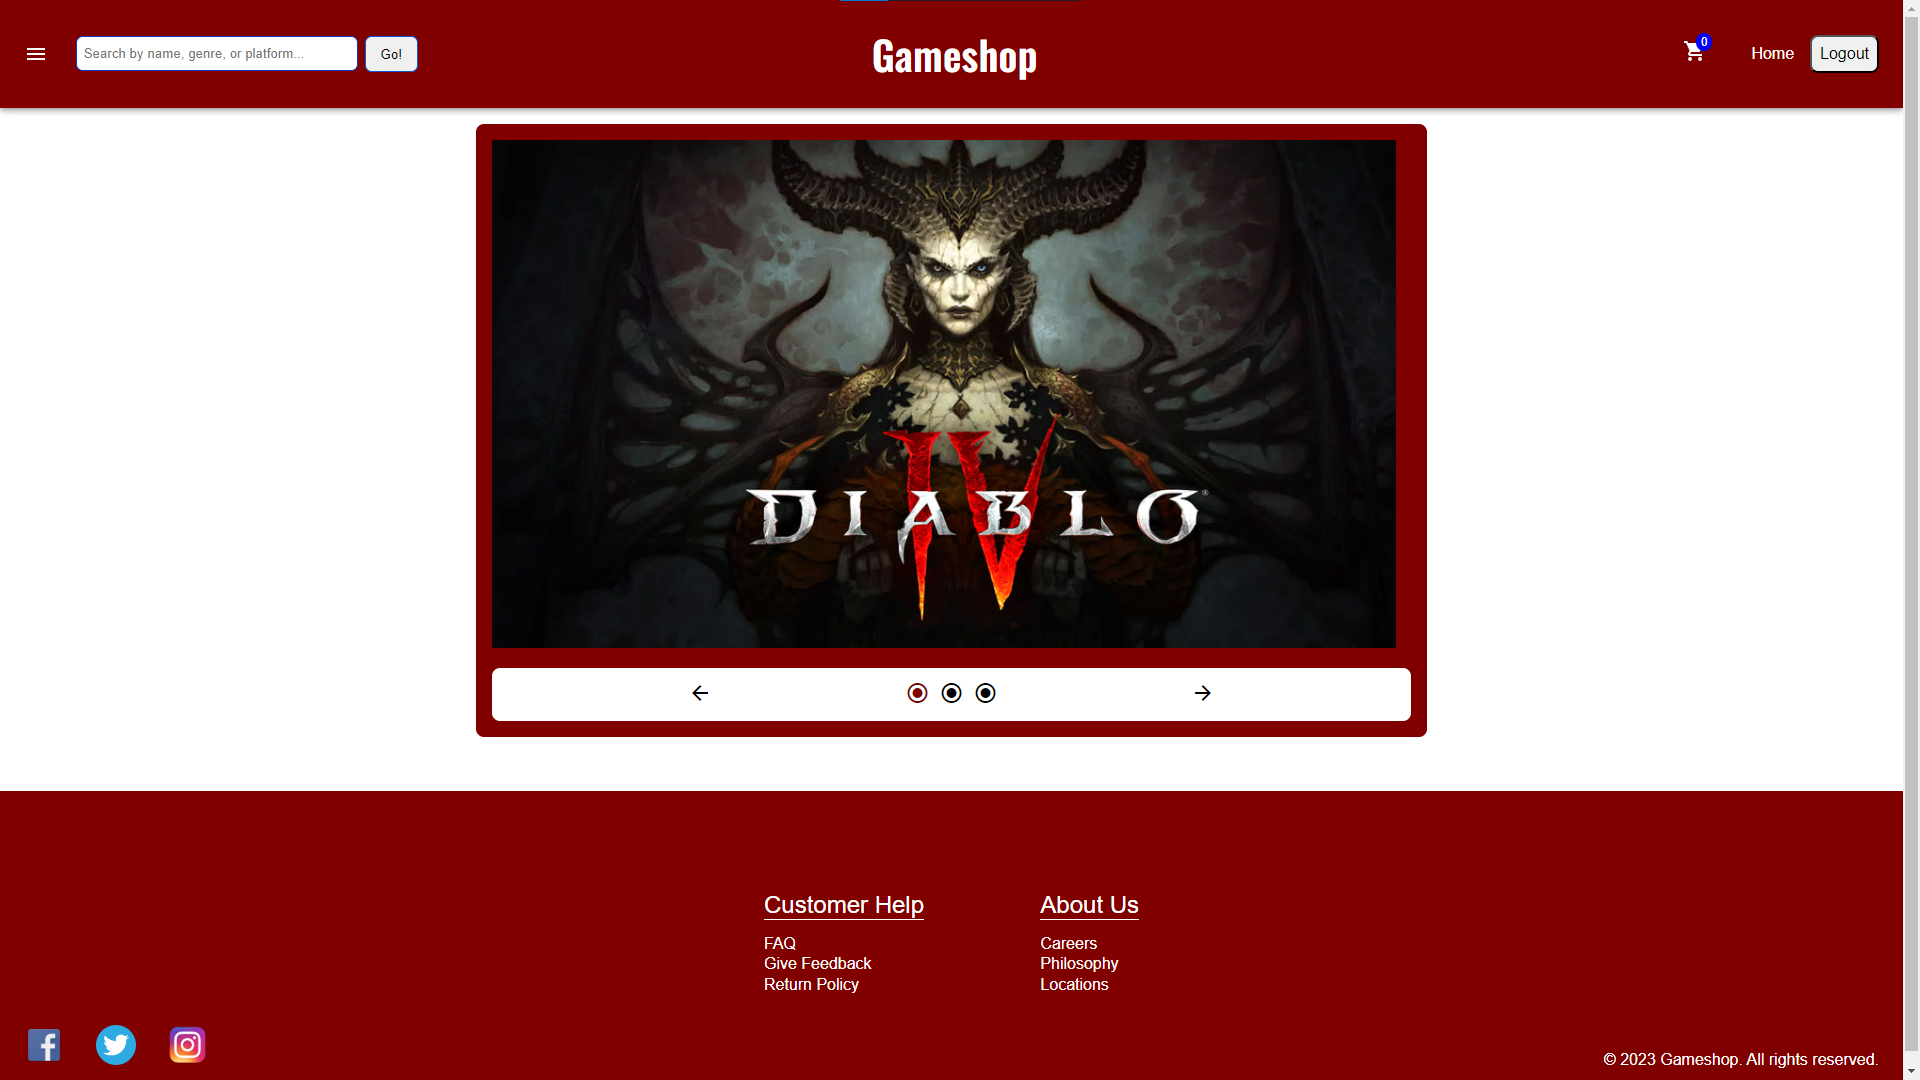 Search by name, genre, or platform...
Go!
Gameshop
0
Home
Logout
IV
DIABLO®
Customer Help
FAQ
Give Feedback
Return Policy
About Us
Careers
Philosophy
Locations
© 2023 Gameshop. All rights reserved.